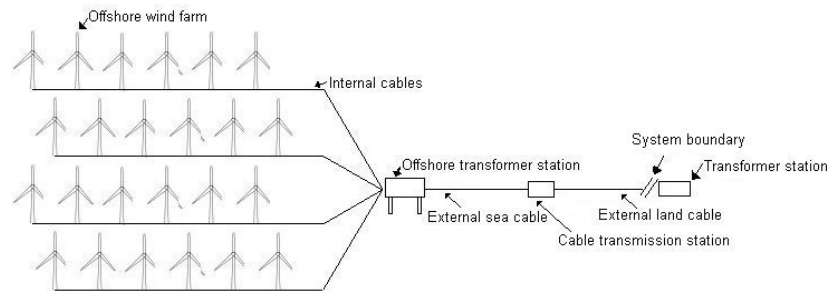 Offshore wind farm
Internal cables
System boundary
Offshore transformer station
Transformer station
External sea cable
External land cable
Cable transmission station